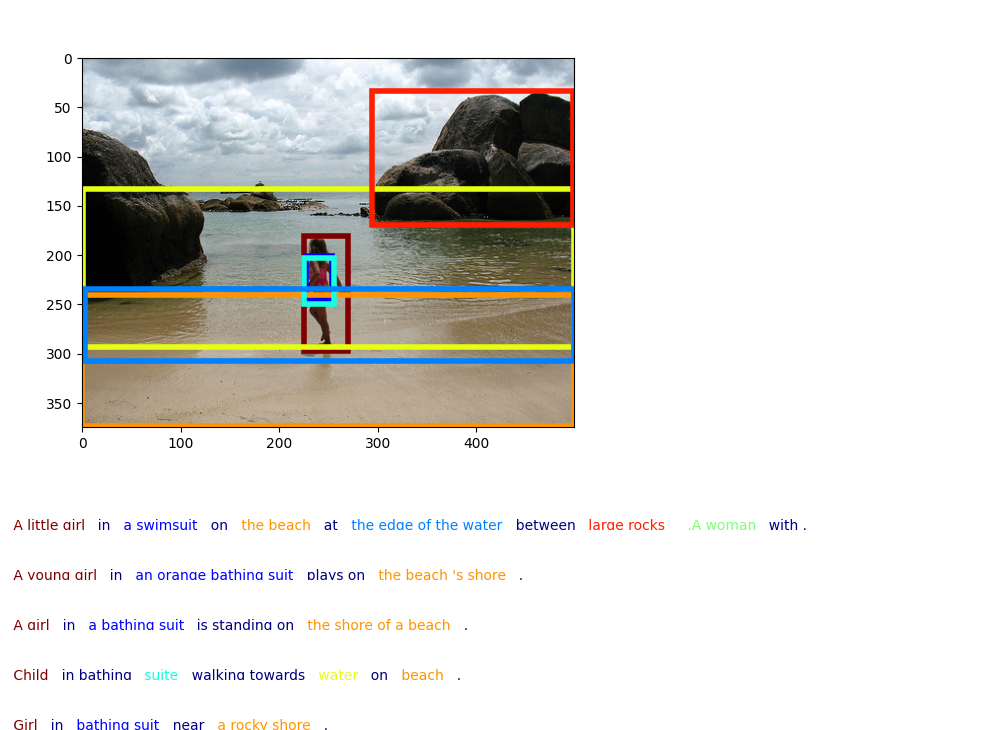 0
50
100
150
200
250
300
350
0 100 200 300 400
A little girl in a swimsuit on the beach at the edge of the water between large rocks .A woman with .
A young girl in an orange bathing suit plays on the beach 's shore .
A girl in a bathing suit is standing on the shore of a beach .
Child in bathing suite walking towards water on beach .
Girl in bathing suit near a rocky shore .